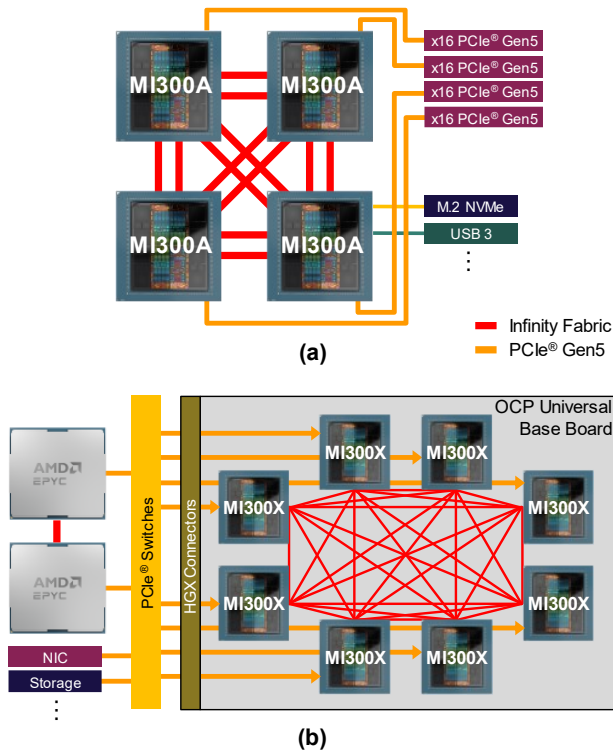 MI300A
MI300A
x16 PCIe® Gen5
x16 PCIe® Gen5
x16 PCIe® Gen5
x16 PCIe® Gen5
MI300A
MI300A
M.2 NVMe
USB 3
⋮
Infinity Fabric
PCIe® Gen5
(a)
OCP Universal
Base Board
AMD
EPYC
AMD
EPYC
NIC
Storage
⋮
PCIe® Switches
HGX Connectors
MI300X
MI300X
MI300X
MI300X
MI300X
MI300X
MI300X
MI300X
(b)